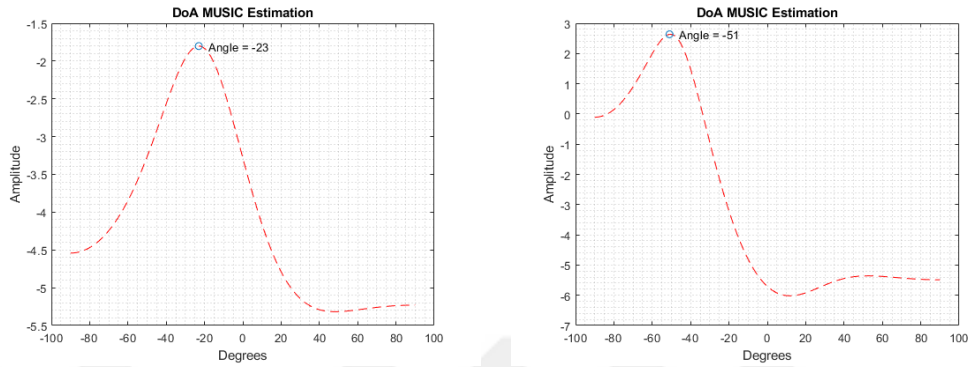 DoA MUSIC Estimation
-1.5
-2
-2.5
-3
-3.5
-4
-4.5
-5
-5.5
Amplitude
Angle = -23
-100 -80 -60 -40 -20 0 20 40 60 80 100
Degrees
DoA MUSIC Estimation
3
2
1
0
-1
-2
-3
-4
-5
-6
-7
Amplitude
Angle = -51
-100 -80 -60 -40 -20 0 20 40 60 80 100
Degrees